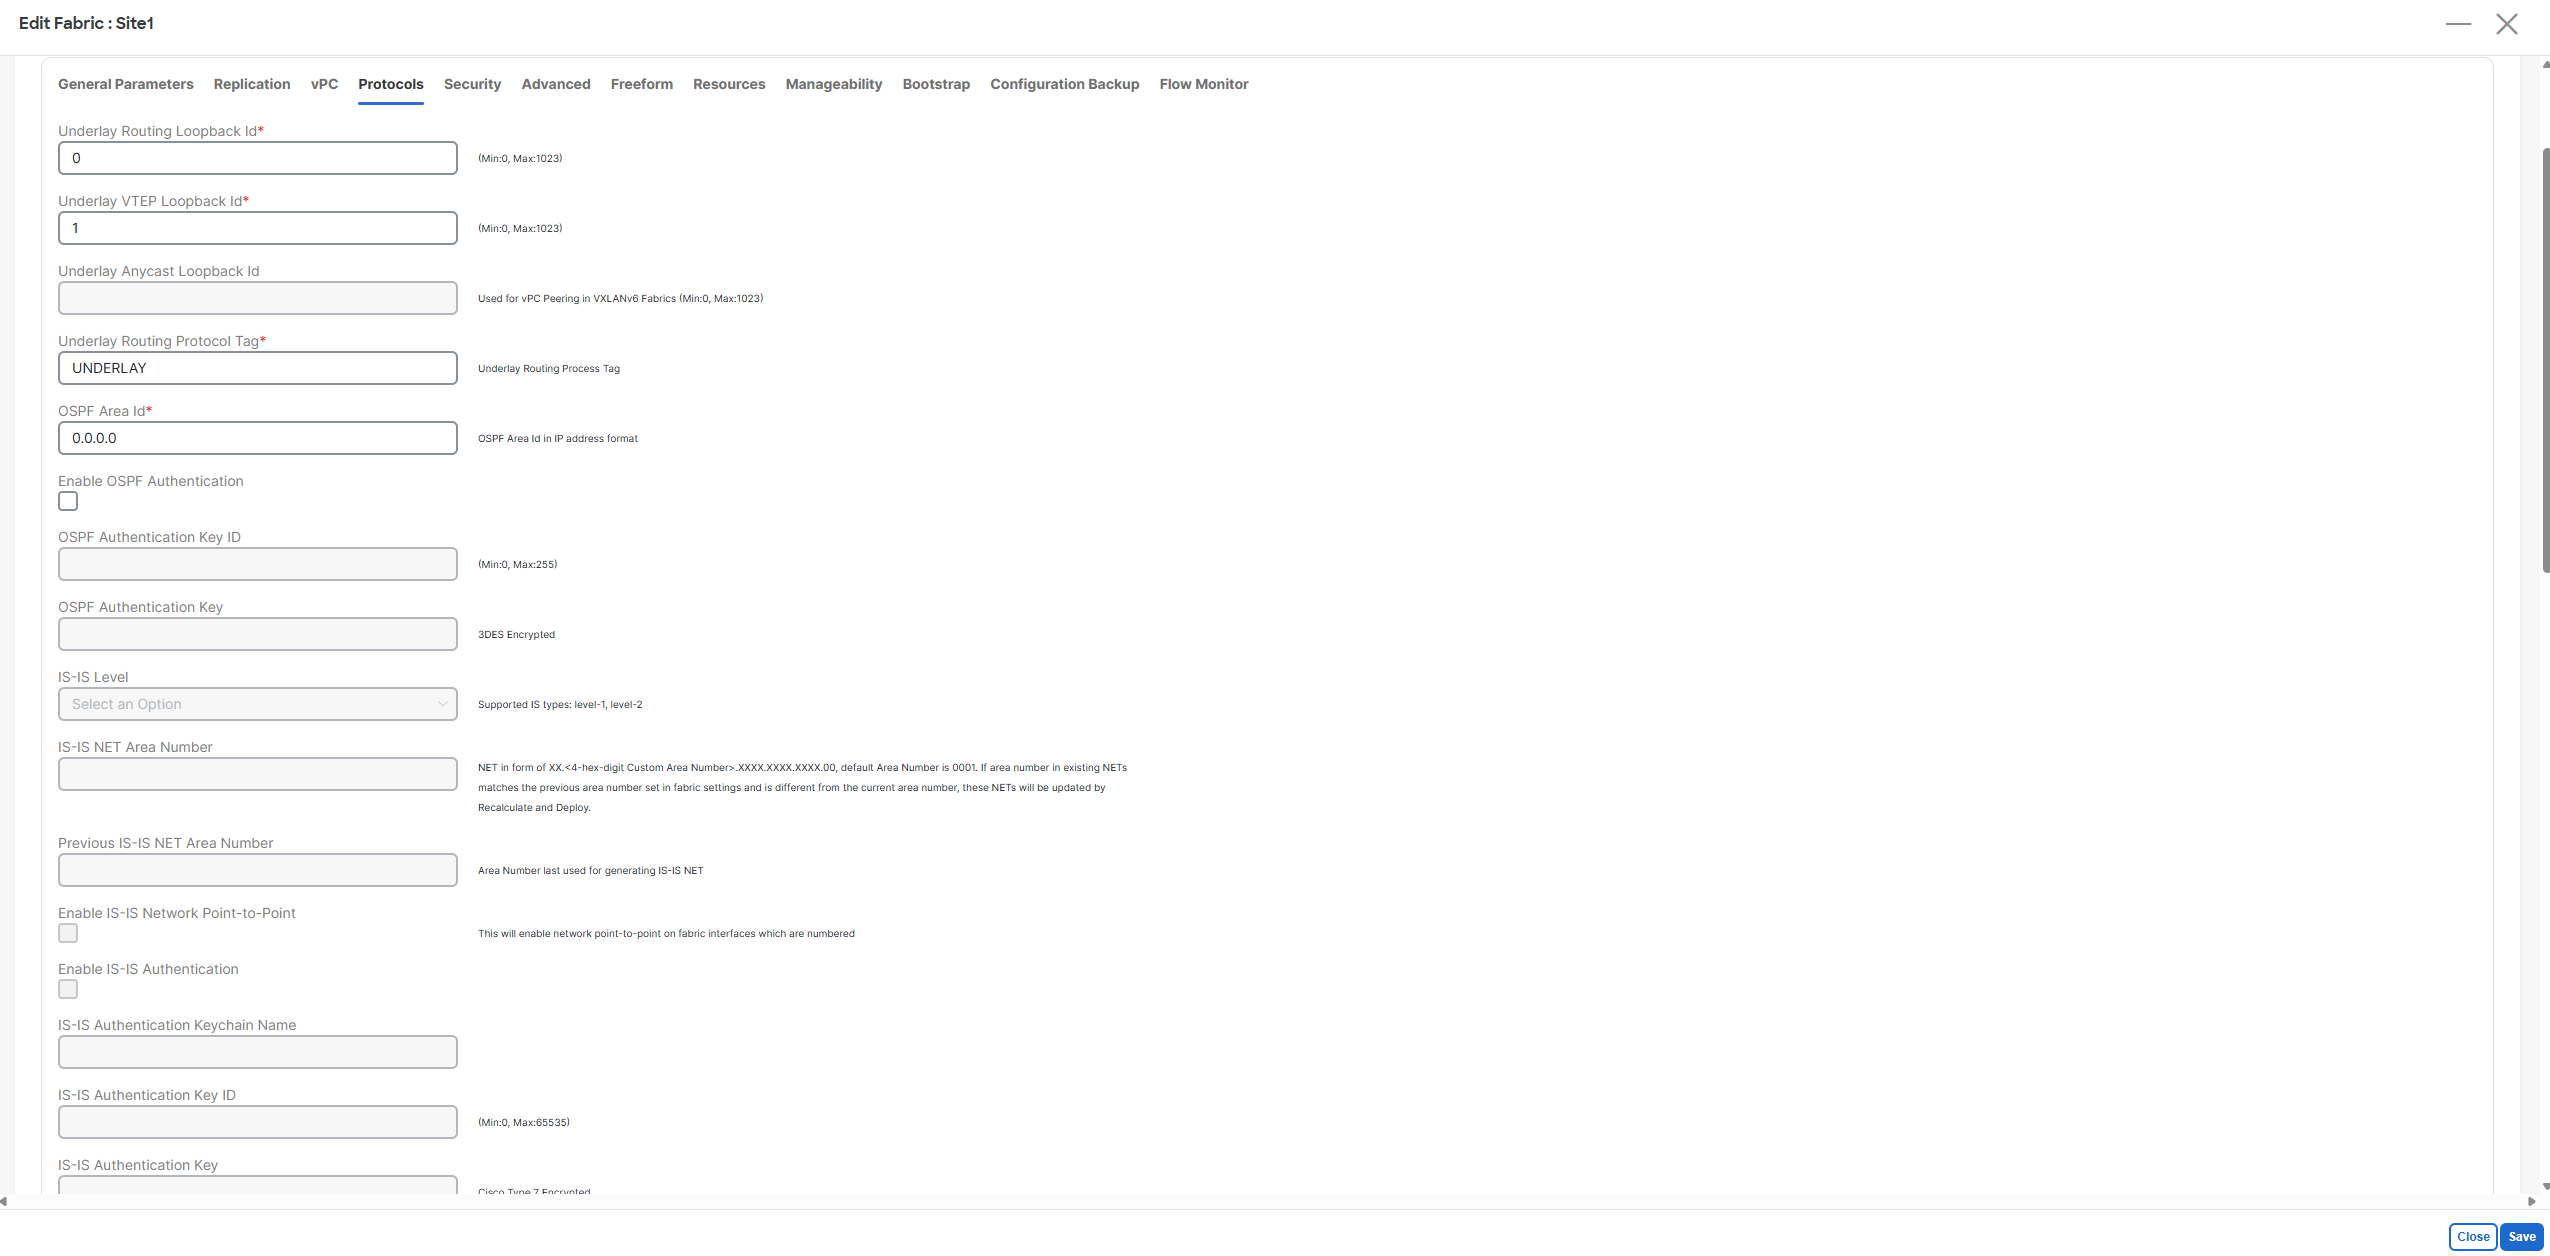 Edit Fabric : Site1
General Parameters Replication vPC Protocols Security Advanced Freeform Resources Manageability Bootstrap Configuration Backup Flow Monitor
Underlay Routing Loopback Id*
0
(Min:0, Max:1023)
Underlay VTEP Loopback Id*
1
(Min:0, Max:1023)
Underlay Anycast Loopback Id
Used for vPC Peering in VXLANv6 Fabrics (Min:0, Max:1023)
Underlay Routing Protocol Tag*
UNDERLAY
Underlay Routing Process Tag
OSPF Area Id*
0.0.0.0
OSPF Area Id in IP address format
Enable OSPF Authentication
OSPF Authentication Key ID
(Min:0, Max:255)
OSPF Authentication Key
3DES Encrypted
IS-IS Level
Select an Option
Supported IS types: level-1, level-2
IS-IS NET Area Number
NET in form of XX.<4-hex-digit Custom Area Number>.XXXX.XXXX.XXXX.00, default Area Number is 0001. If area number in existing NETs
matches the previous area number set in fabric settings and is different from the current area number, these NETs will be updated by
Recalculate and Deploy.
Previous IS-IS NET Area Number
Area Number last used for generating IS-IS NET
Enable IS-IS Network Point-to-Point
This will enable network point-to-point on fabric interfaces which are numbered
Enable IS-IS Authentication
IS-IS Authentication Keychain Name
IS-IS Authentication Key ID
(Min:0, Max:65535)
IS-IS Authentication Key
Cisco Type 7 Encrypted
Close Save